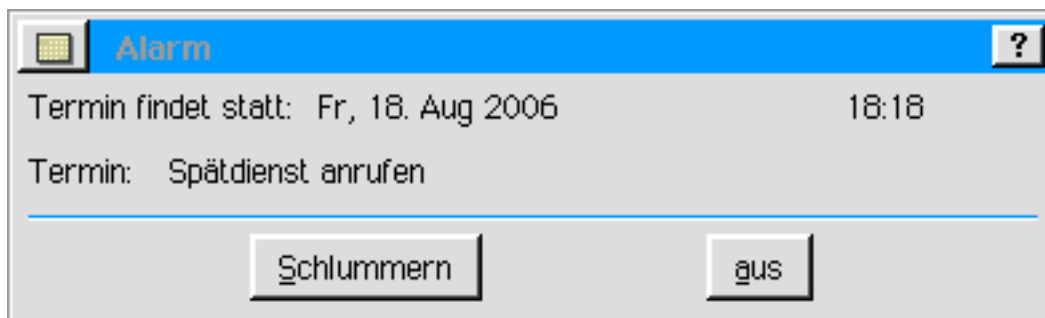 Alarm ?
Termin findet statt: Fr, 18. Aug 2006 18:18
Termin: Spätdienst anrufen
Schlummern aus